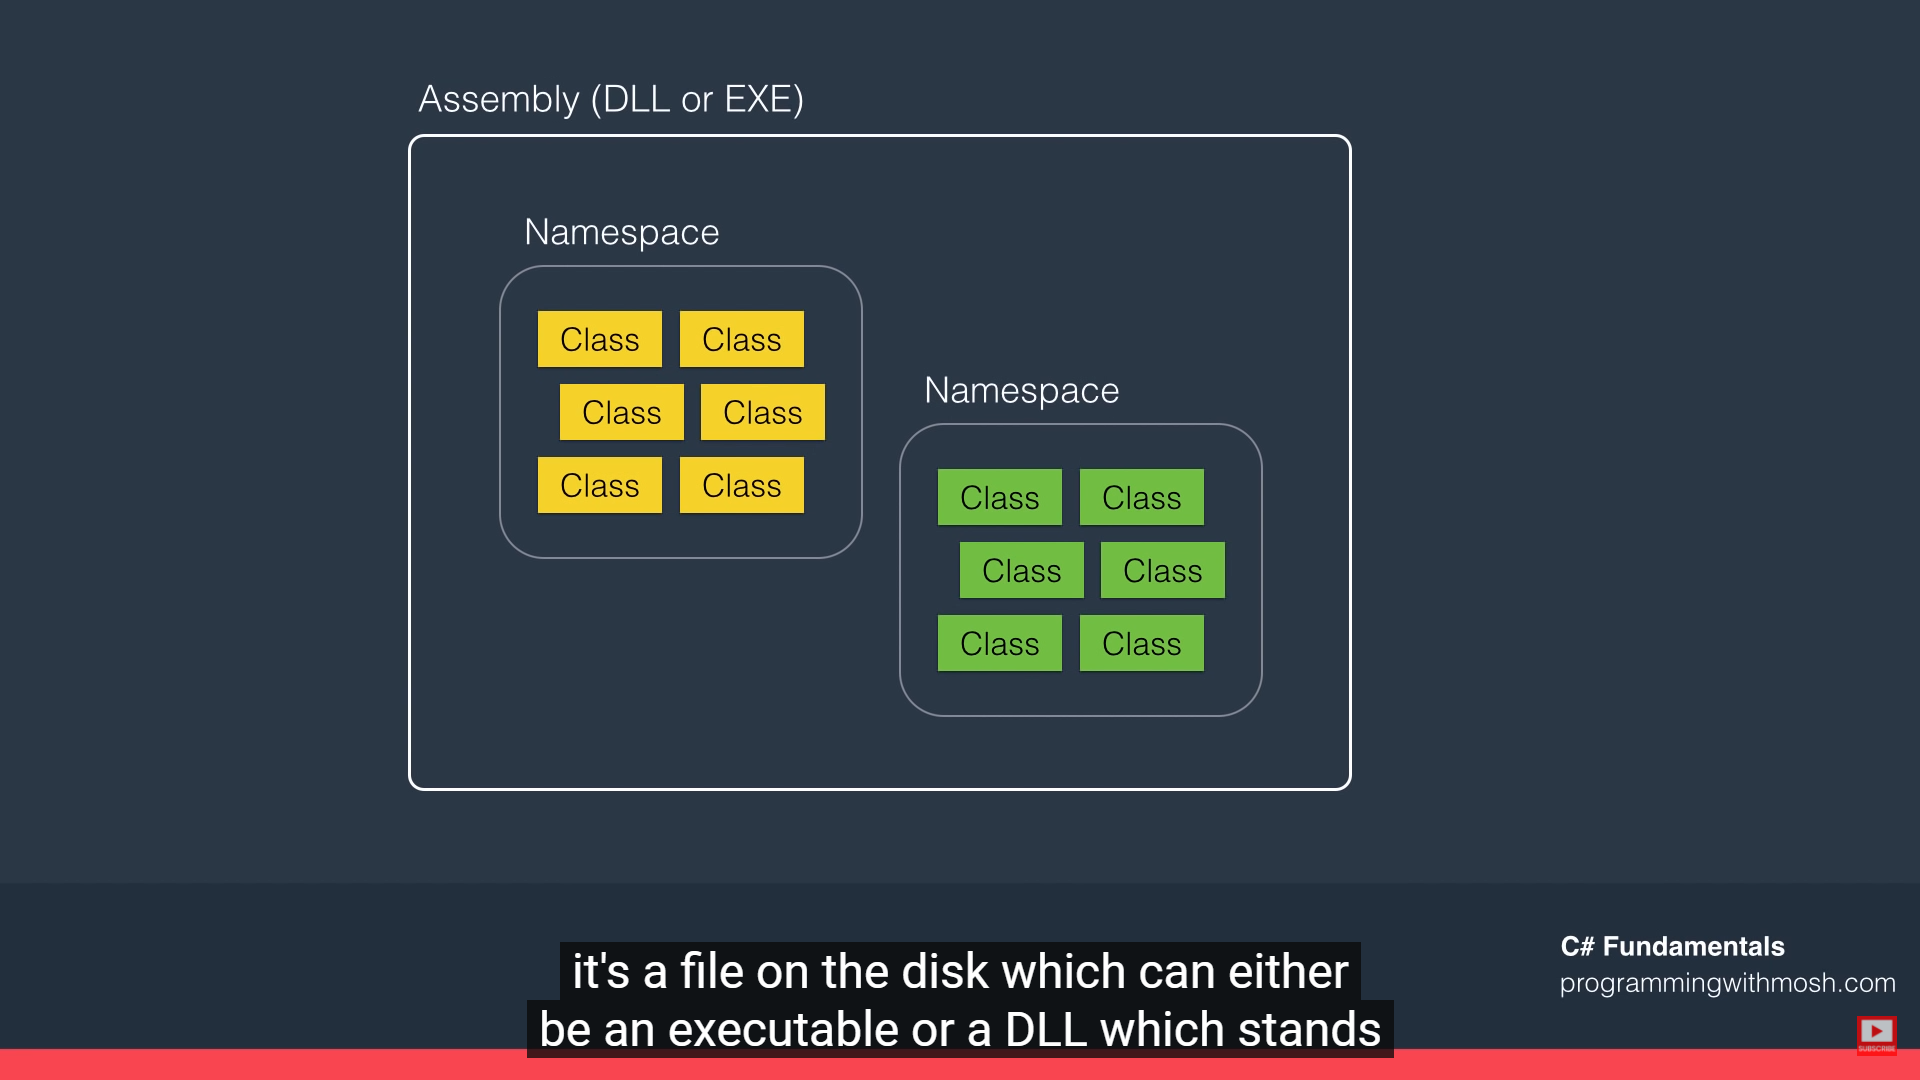 Assembly (DLL or EXE)
Namespace
Class Class
Class Class
Class Class
Namespace
Class Class
Class Class
Class Class
C# Fundamentals
programmingwithmosh.com
it's a file on the disk which can either
be an executable or a DLL which stands
SUBSCRIBE